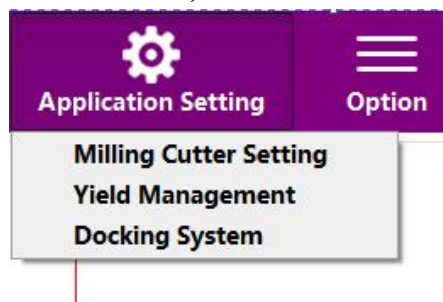 Application Setting
Option
Milling Cutter Setting
Yield Management
Docking System